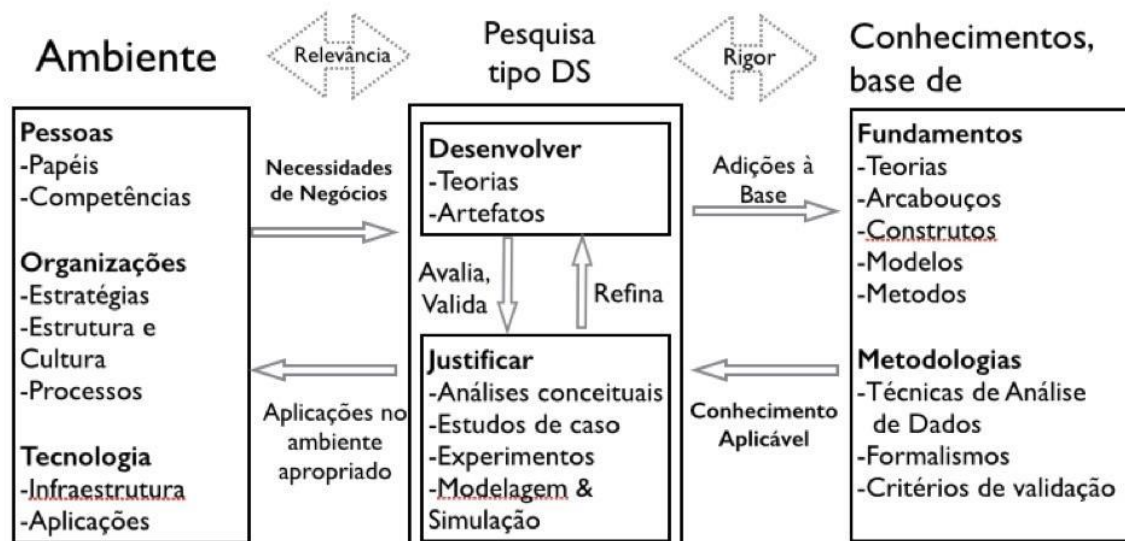 Ambiente
Relevância
Pesquisa
tipo DS
Rigor
Conhecimentos,
base de
Pessoas
-Papéis
-Competências
Organizações
-Estratégias
-Estrutura e
Cultura
-Processos
Tecnologia
-Infraestrutura
-Aplicações
Necessidades
de Negócios
Aplicações no
ambiente
apropriado
Desenvolver
-Teorias
-Artefatos
Avalia,
Valida
Refina
Justificar
-Análises conceituais
-Estudos de caso
-Experimentos
-Modelagem &
Simulação
Adições à
Base
Conhecimento
Aplicável
Fundamentos
-Teorias
-Arcabouços
-Construtos
-Modelos
-Metodos
Metodologias
-Técnicas de Análise
de Dados
-Formalismos
-Critérios de validação